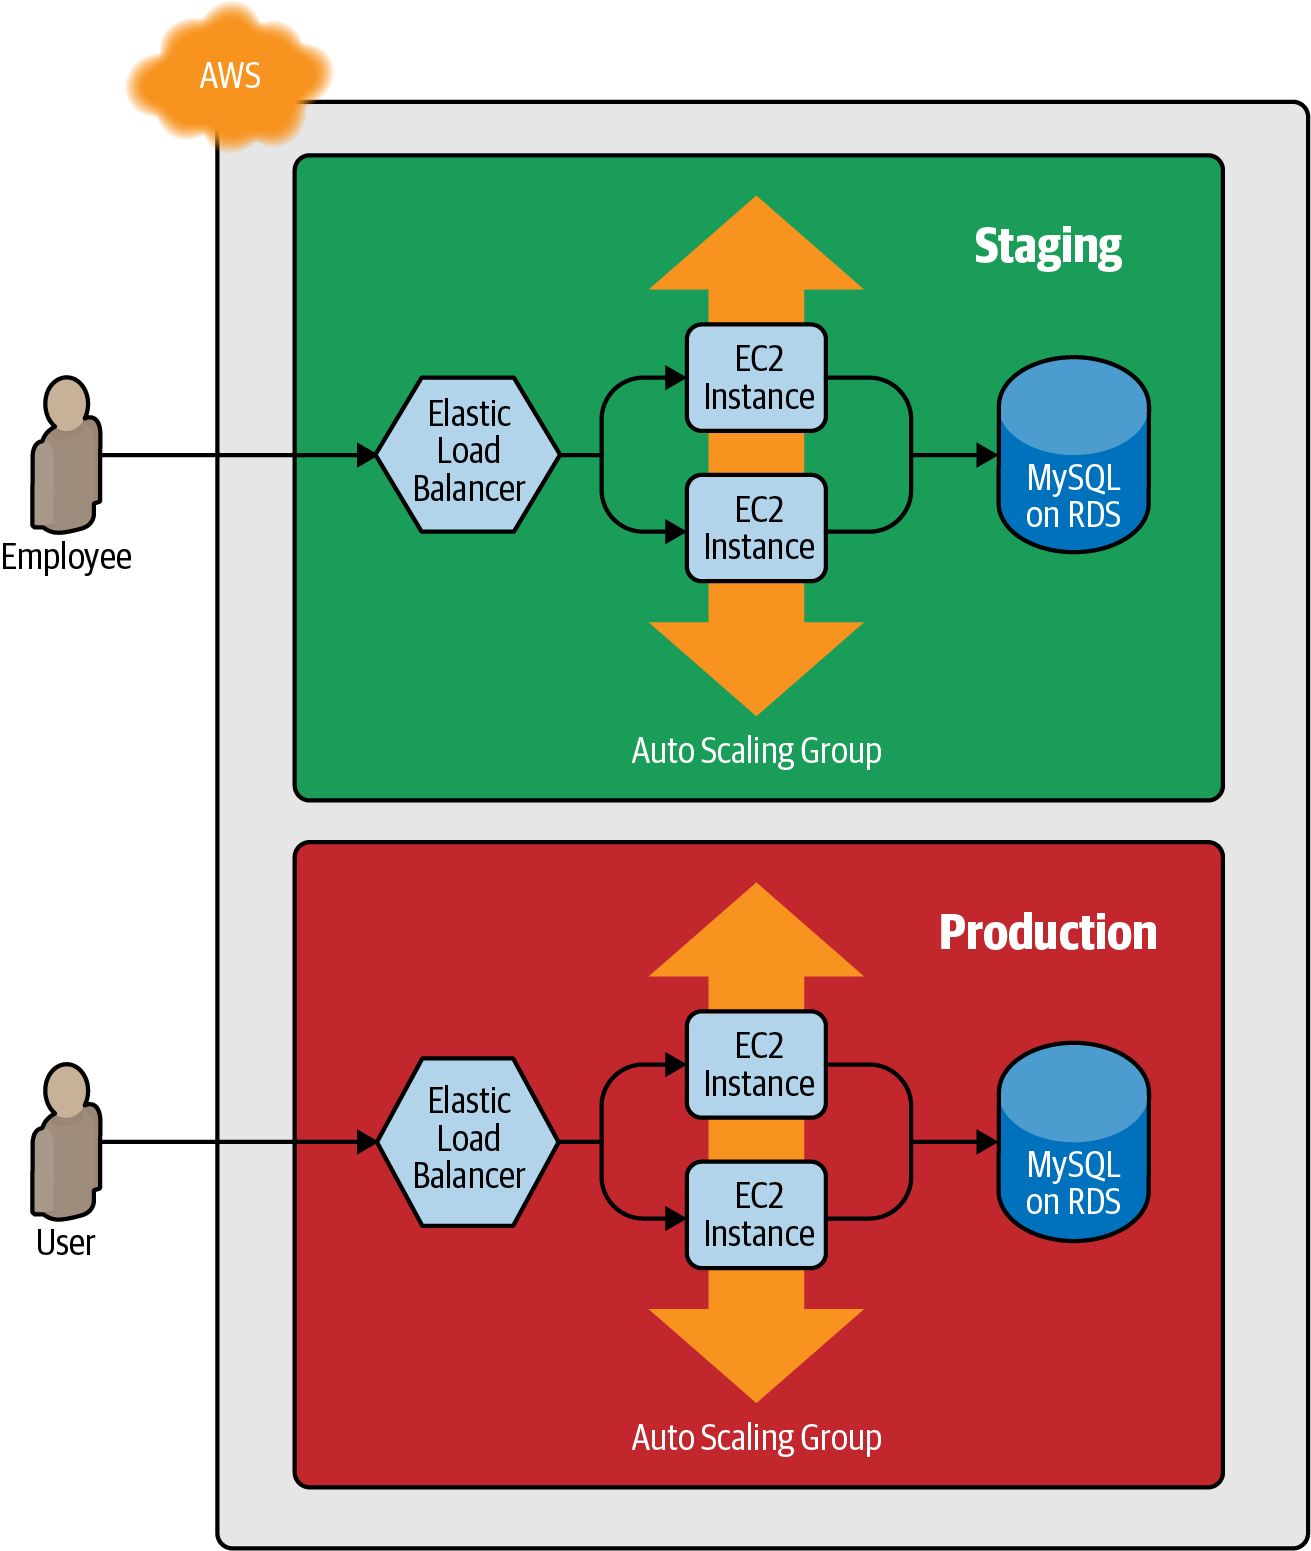 AWS
Staging
EC2
Instance
Elastic
Load
Balancer
EC2
Instance
MySQL
on RDS
Employee
Auto Scaling Group
Production
EC2
Instance
Elastic
Load
Balancer
EC2
Instance
MySQL
on RDS
User
Auto Scaling Group